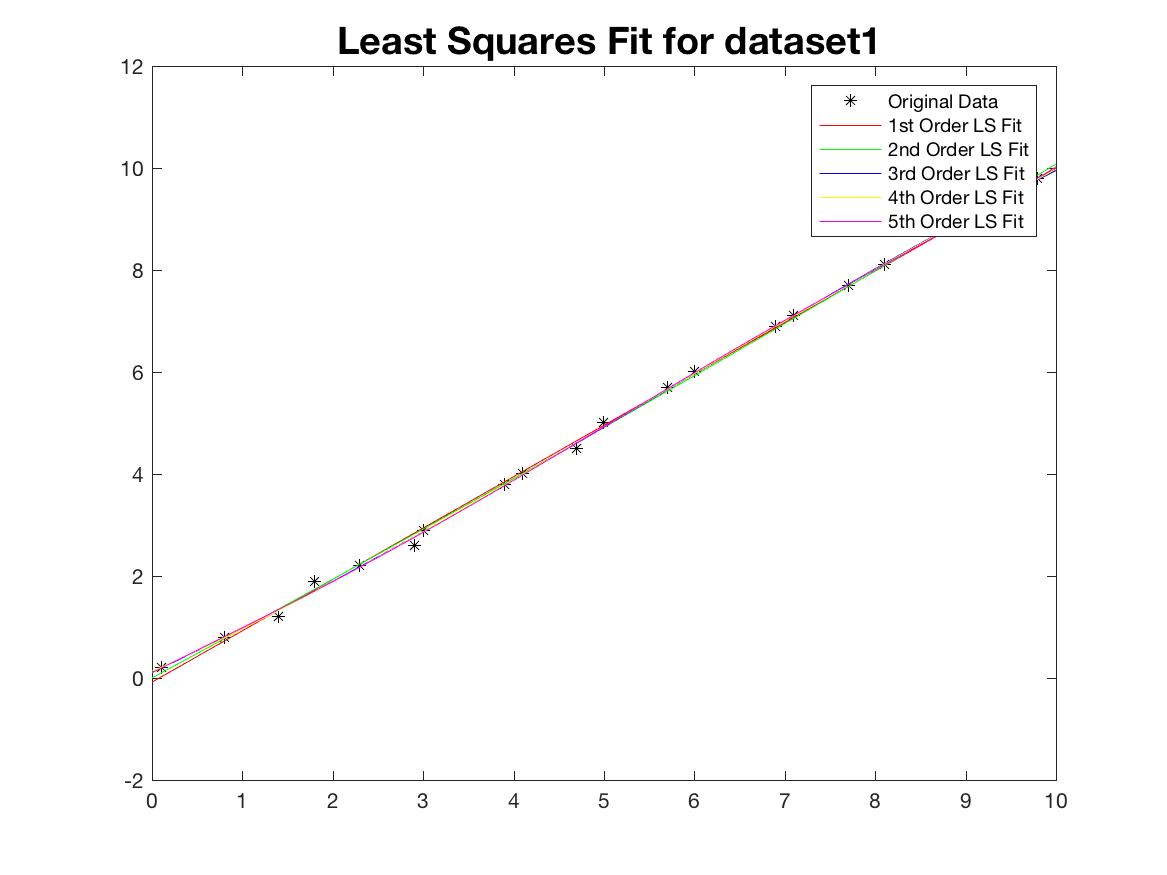 Least Squares Fit for dataset1
12
10
8
6
4
2
0
-2
0 1 2 3 4 5 6 7 8 9 10
Original Data
1st Order LS Fit
2nd Order LS Fit
3rd Order LS Fit
4th Order LS Fit
5th Order LS Fit